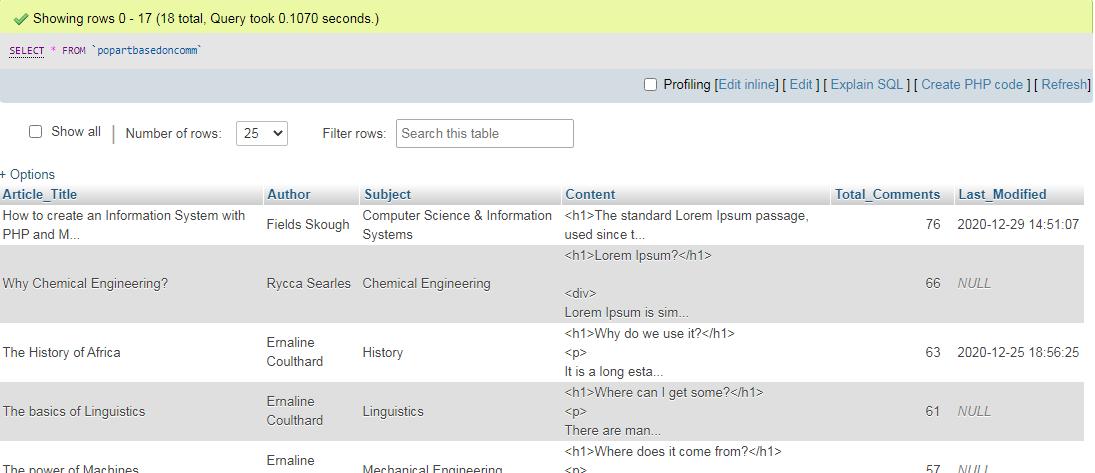 Showing rows 0 - 17 (18 total, Query took 0.1070 seconds.)
SELECT * FROM `popartbasedoncomm`
Profiling [Edit inline] [ Edit ] [ Explain SQL ] [ Create PHP code ] [ Refresh]
Show all | Number of rows: 25 Filter rows: Search this table
+ Options
Article_Title Author Subject Content Total_Comments Last_Modified
How to create an Information System with
PHP and M...
Fields Skough
Computer Science & Information
Systems
<h1>The standard Lorem Ipsum passage,
used since t...
76
2020-12-29 14:51:07
Why Chemical Engineering?
Rycca Searles
Chemical Engineering
<h1>Lorem Ipsum?</h1>
<div>
Lorem Ipsum is sim...
66
NULL
The History of Africa
Ernaline
Coulthard
History
<h1>Why do we use it?</h1>
<p>
It is a long esta...
63
2020-12-25 18:56:25
The basics of Linguistics
Ernaline
Coulthard
Linguistics
<h1>Where can I get some?</h1>
<p>
There are man...
61
NULL
The power of Machines
Ernaline
Mechanical Engineering
<h1>Where does it come from?</h1>
<p>
57
NULL